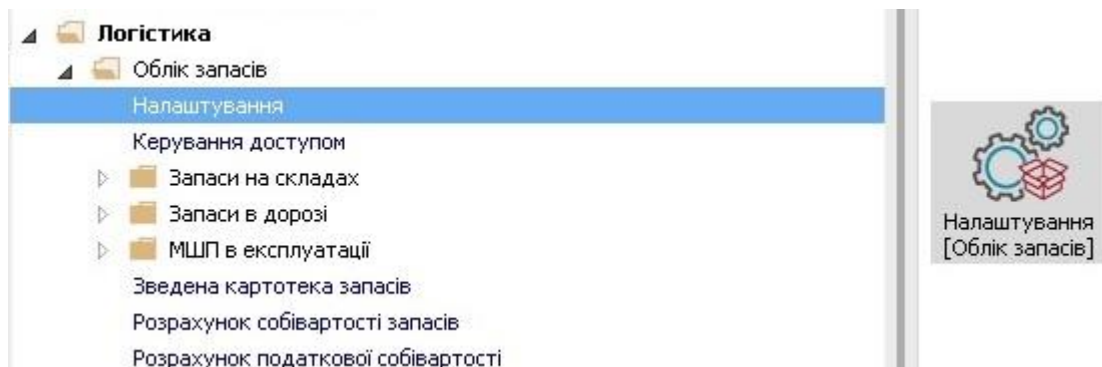 Логістика
Облік запасів
Налаштування
Керування доступом
Запаси на складах
Запаси в дорозі
МШП в експлуатації
Зведена картотека запасів
Розрахунок собівартості запасів
Розрахунок податкової собівартості
Налаштування
[Облік запасів]